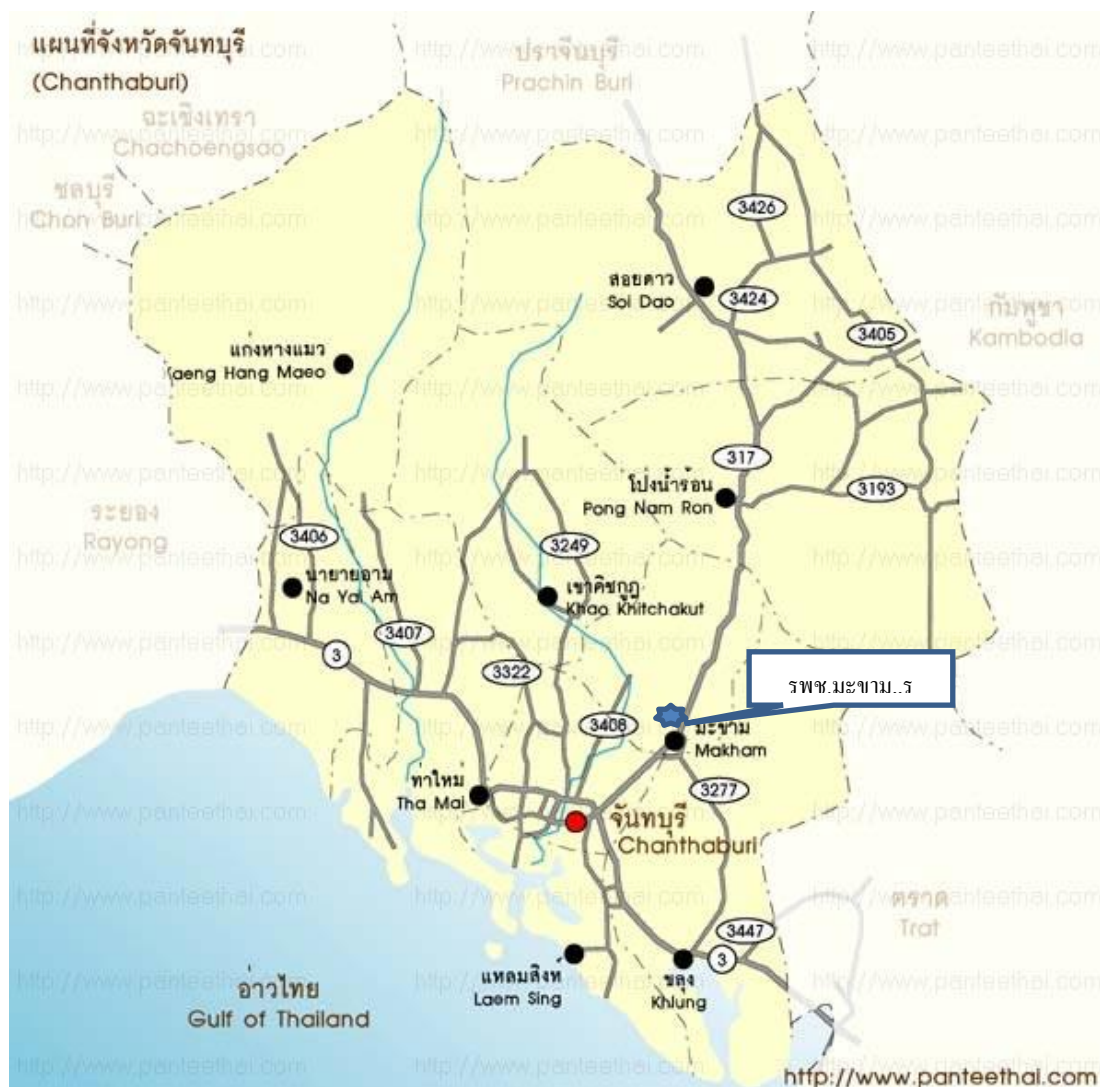 แผนที่จังหวัดจันทบุรี
(Chanthaburi)
ปราจีนบุรี
Prachin Buri
ฉะเชิงเทรา
Chachoengsao
ชลบุรี
Chon Buri
3426
สอยดาว
Soi Dao
3424
กัมพูชา
Kambodia
3405
แก่งหางแมว
aeng Hang Maeo
317
โป่งน้ำร้อน
Pong Nam Ron
3193
ระยอง
Rayong
3406
3249
นายายอาม
Na Yai Am
เขาคิชกูฏ
Khao Khitchakut
3407
3
3322
รพช.มะขาม..ร
3408
มะขาม
Makham
ท่าใหม่
Tha Mai
3277
จันทบุรี
Chanthaburi
ตราด
Trat
3447
3
แหลมสิงห์
Laem Sing
ขลุง
Khlung
อ่าวไทย
Gulf of Thailand
http://www.panteethai.com